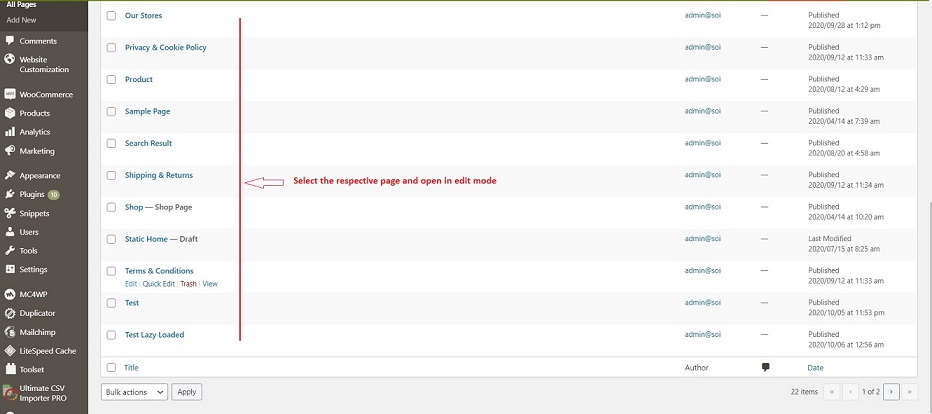 All Pages
Add New
Comments
Website
Customization
WooCommerce
Products
Analytics
Marketing
Appearance
Plugins 10
Snippets
Users
Tools
Settings
MC4WP
Duplicator
Mailchimp
LiteSpeed Cache
Toolset
Ultimate CSV
Importer PRO
Our Stores admin@soi — Published
2020/09/28 at 1:12 pm
Privacy & Cookie Policy admin@soi — Published
2020/09/12 at 11:33 am
Product admin@soi — Published
2020/08/12 at 4:29 am
Sample Page admin@soi — Published
2020/04/14 at 7:39 am
Search Result admin@soi — Published
2020/08/20 at 4:58 am
Shipping & Returns admin@soi — Published
2020/09/12 at 11:34 am
Select the respective page and open in edit mode
Shop — Shop Page admin@soi — Published
2020/04/14 at 10:20 am
Static Home — Draft admin@soi — Last Modified
2020/07/15 at 8:25 am
Terms & Conditions admin@soi — Published
2020/09/12 at 11:33 am
Edit | Quick Edit | Trash | View
Test admin@soi — Published
2020/10/05 at 11:53 pm
Test Lazy Loaded admin@soi — Published
2020/10/06 at 12:56 am
Title Author Date
Bulk actions Apply 22 items « ‹ 1 of 2 › »